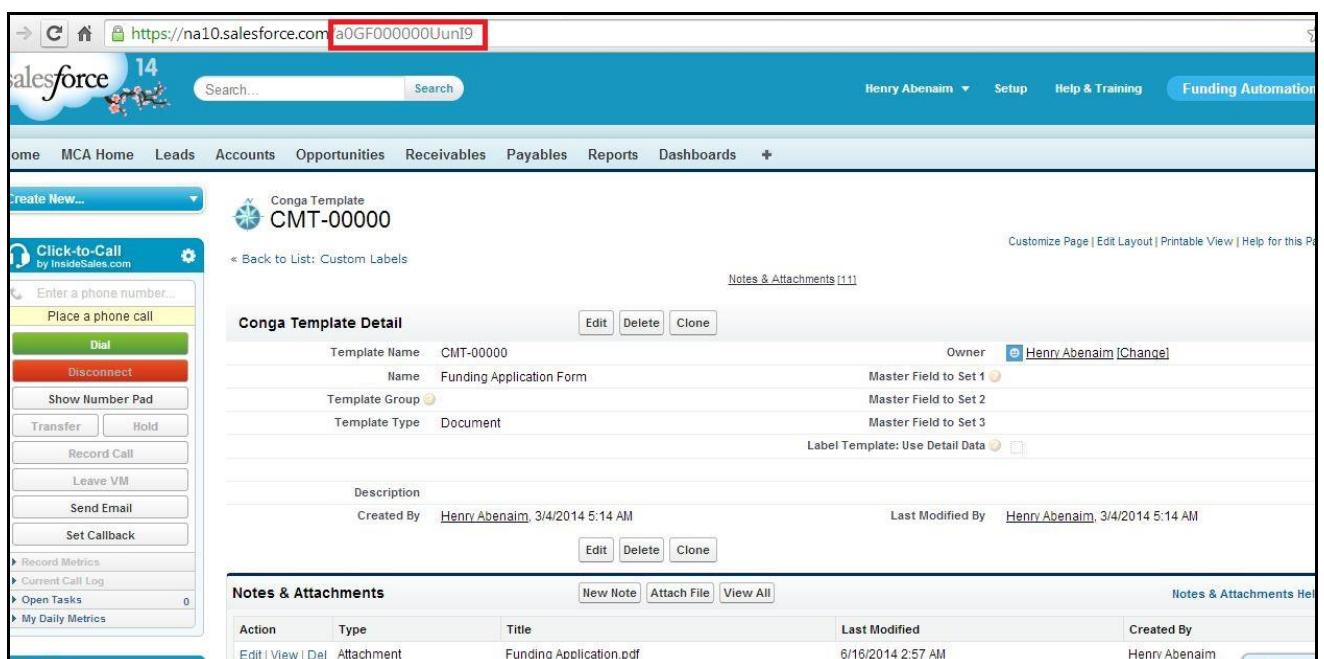 https://na10.salesforce.com/a0GF000000UunI9
salesforce 14
Search... Search Henry Abenaim Setup Help & Training Funding Automation
ome MCA Home Leads Accounts Opportunities Receivables Payables Reports Dashboards +
Create New...
Conga Template
CMT-00000
Customize Page | Edit Layout | Printable View | Help for this Pa
Click-to-Call
by InsideSales.com
« Back to List: Custom Labels
Notes & Attachments [11]
Enter a phone number...
Place a phone call
Dial
Disconnect
Show Number Pad
Transfer Hold
Record Call
Leave VM
Send Email
Set Callback
Record Metrics
Current Call Log
Open Tasks 0
My Daily Metrics
Conga Template Detail Edit Delete Clone
Template Name CMT-00000 Owner Henry Abenaim [Change]
Name Funding Application Form Master Field to Set 1
Template Group Master Field to Set 2
Template Type Document Master Field to Set 3
Label Template: Use Detail Data
Description
Created By Henry Abenaim, 3/4/2014 5:14 AM Last Modified By Henry Abenaim, 3/4/2014 5:14 AM
Edit Delete Clone
Notes & Attachments New Note Attach File View All Notes & Attachments Hel
Action Type Title Last Modified Created By
Edit | View | Del Attachment Funding Application.pdf 6/16/2014 2:57 AM Henry Abenaim